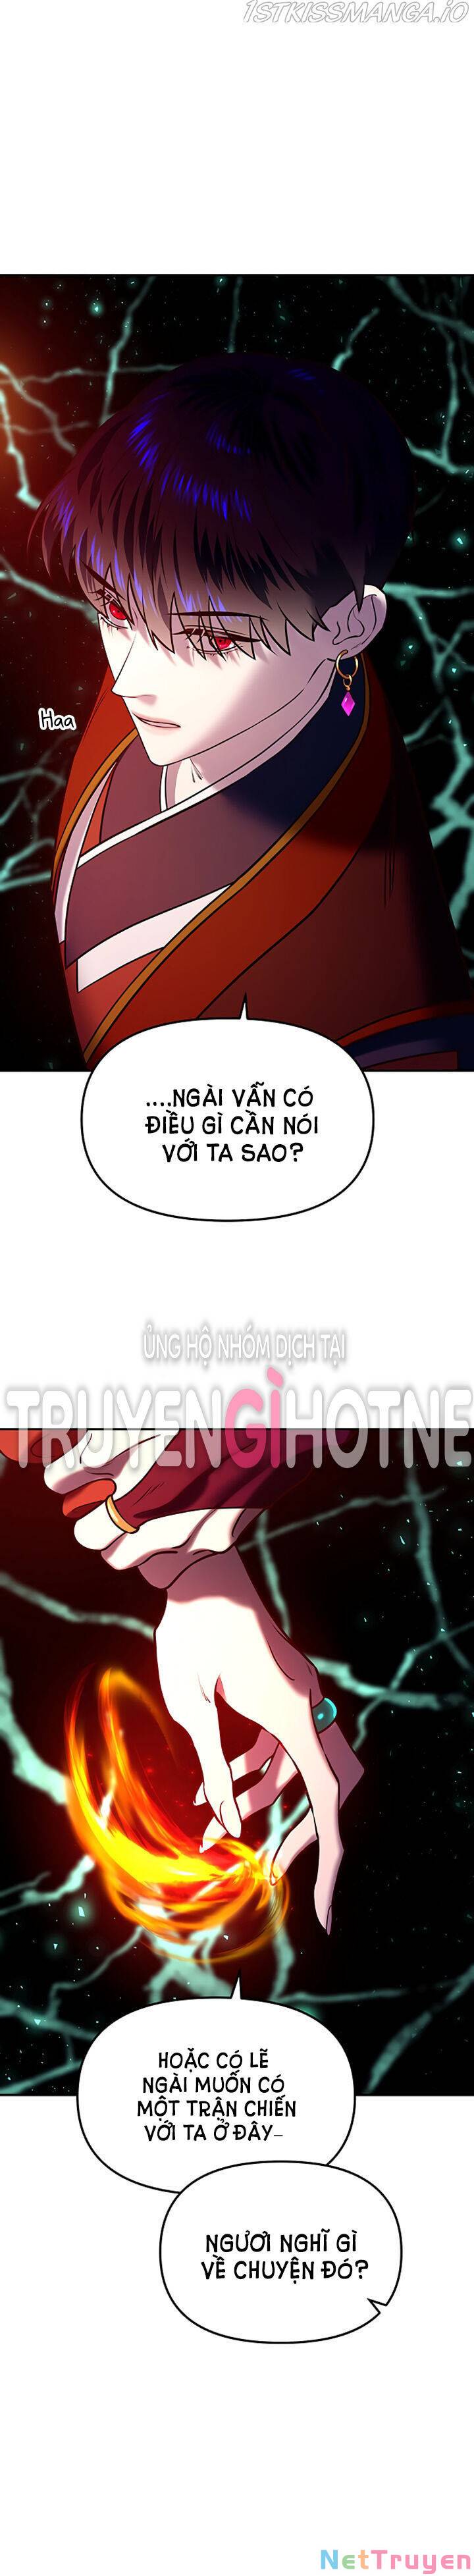 1STKISSMANGA.IO
Haa
....NGÀI VẪN CÓ
ĐIỀU GÌ CẦN NÓI
VỚI TA SAO?
ỦNG HỘ NHÓM DỊCH TẠI
TRUYENGIHOTNE
HOẶC CÓ LẼ
NGÀI MUỐN CÓ
MỘT TRẬN CHIẾN
VỚI TA Ở ĐÂY–
NGƯƠI NGHĨ GÌ
VỀ CHUYỆN ĐÓ?
NetTruyen